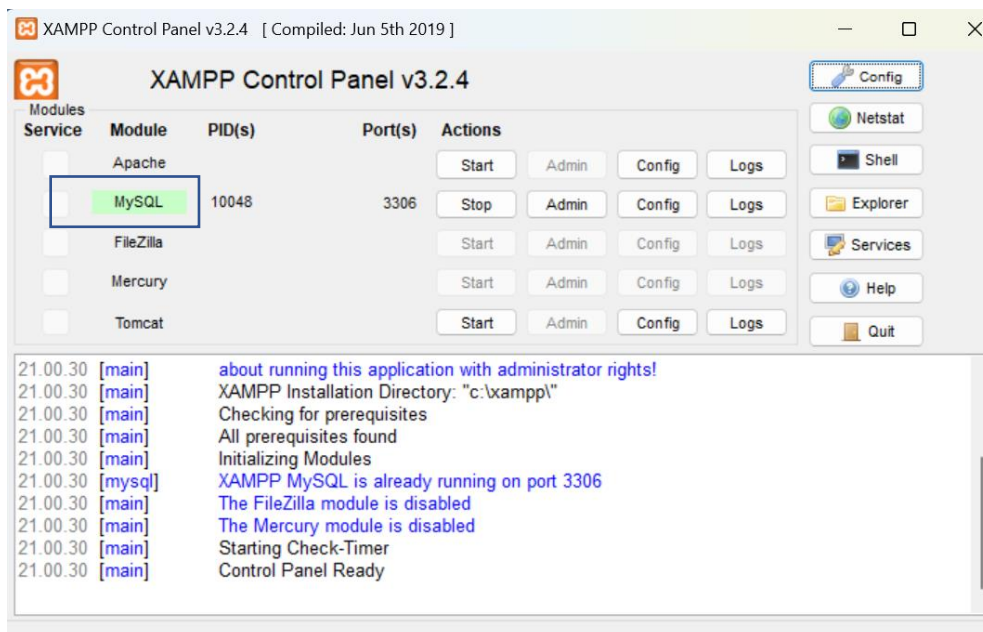 XAMPP Control Panel v3.2.4 [ Compiled: Jun 5th 2019 ]
XAMPP Control Panel v3.2.4
Config
Modules
Service Module PID(s) Port(s) Actions
Netstat
Apache Start Admin Config Logs
Shell
MySQL 10048 3306 Stop Admin Config Logs
Explorer
FileZilla Start Admin Config Logs
Services
Mercury Start Admin Config Logs
Help
Tomcat Start Admin Config Logs
Quit
21.00.30 [main] about running this application with administrator rights!
21.00.30 [main] XAMPP Installation Directory: "c:\xampp\"
21.00.30 [main] Checking for prerequisites
21.00.30 [main] All prerequisites found
21.00.30 [main] Initializing Modules
21.00.30 [mysql] XAMPP MySQL is already running on port 3306
21.00.30 [main] The FileZilla module is disabled
21.00.30 [main] The Mercury module is disabled
21.00.30 [main] Starting Check-Timer
21.00.30 [main] Control Panel Ready